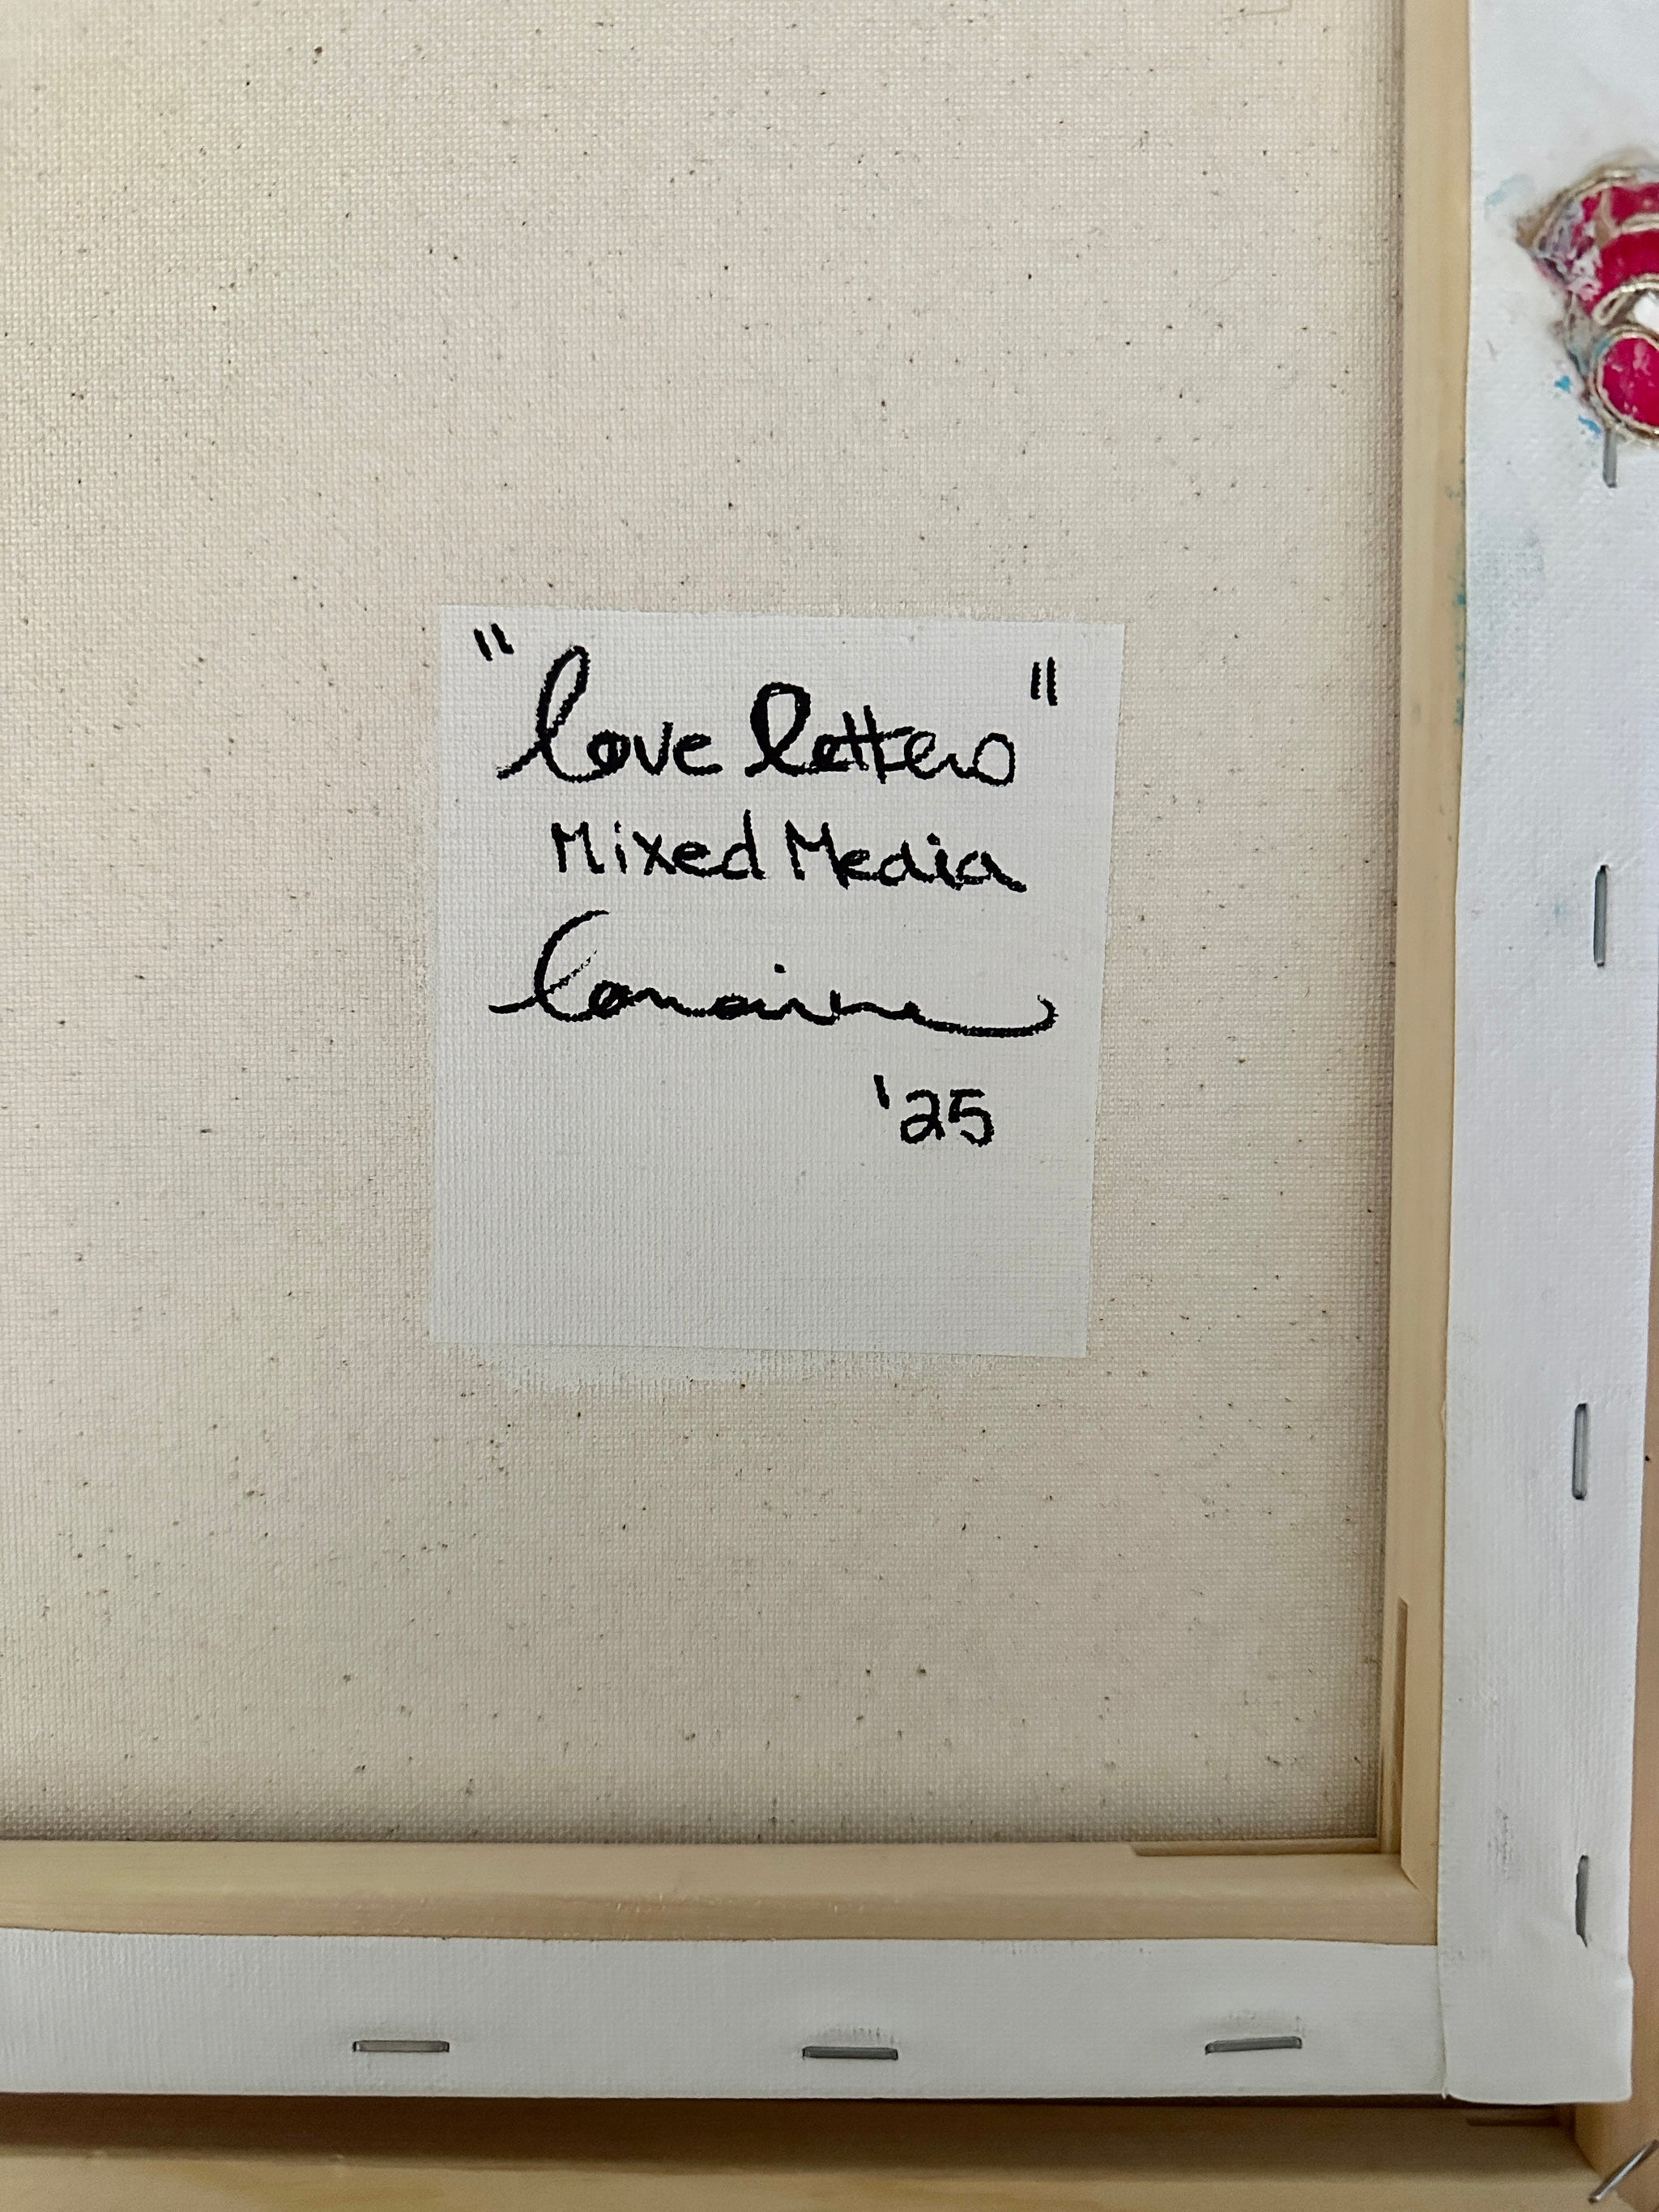 "love letters"
Mixed Media
Lorraine
'25